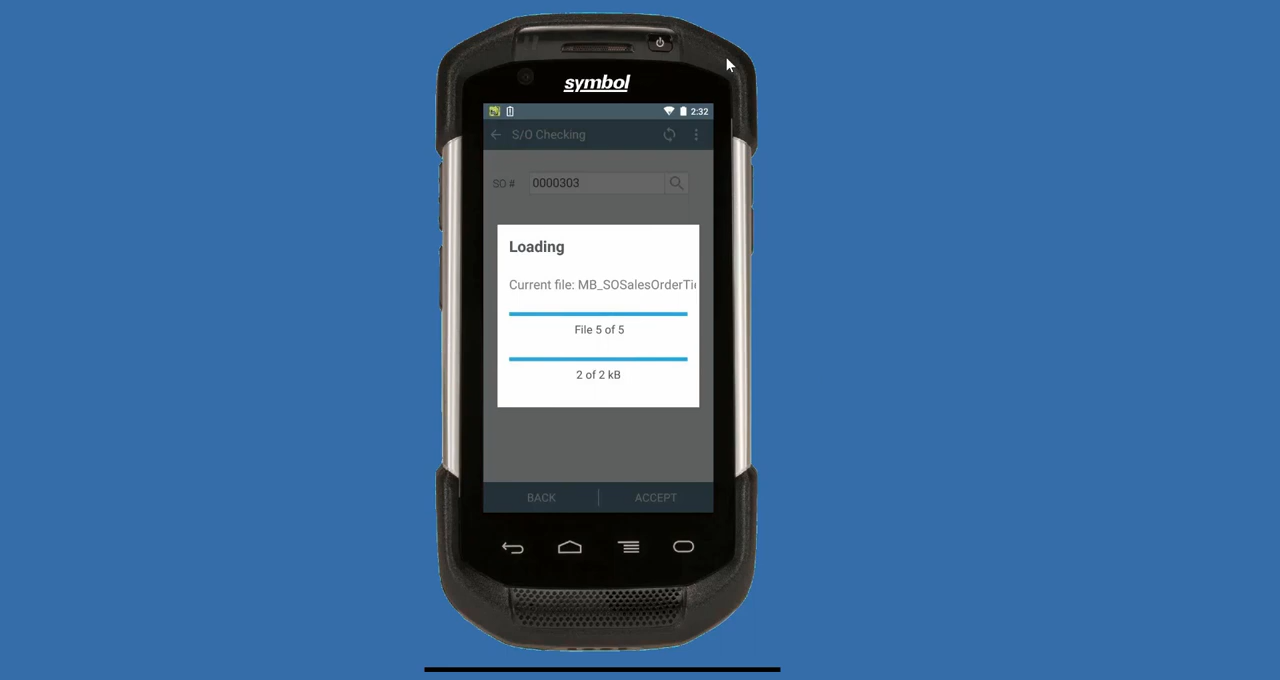 symbol
2:32
S/O Checking
SO # 0000303
Loading
Current file: MB_SOSalesOrderTi
File 5 of 5
2 of 2 kB
BACK ACCEPT